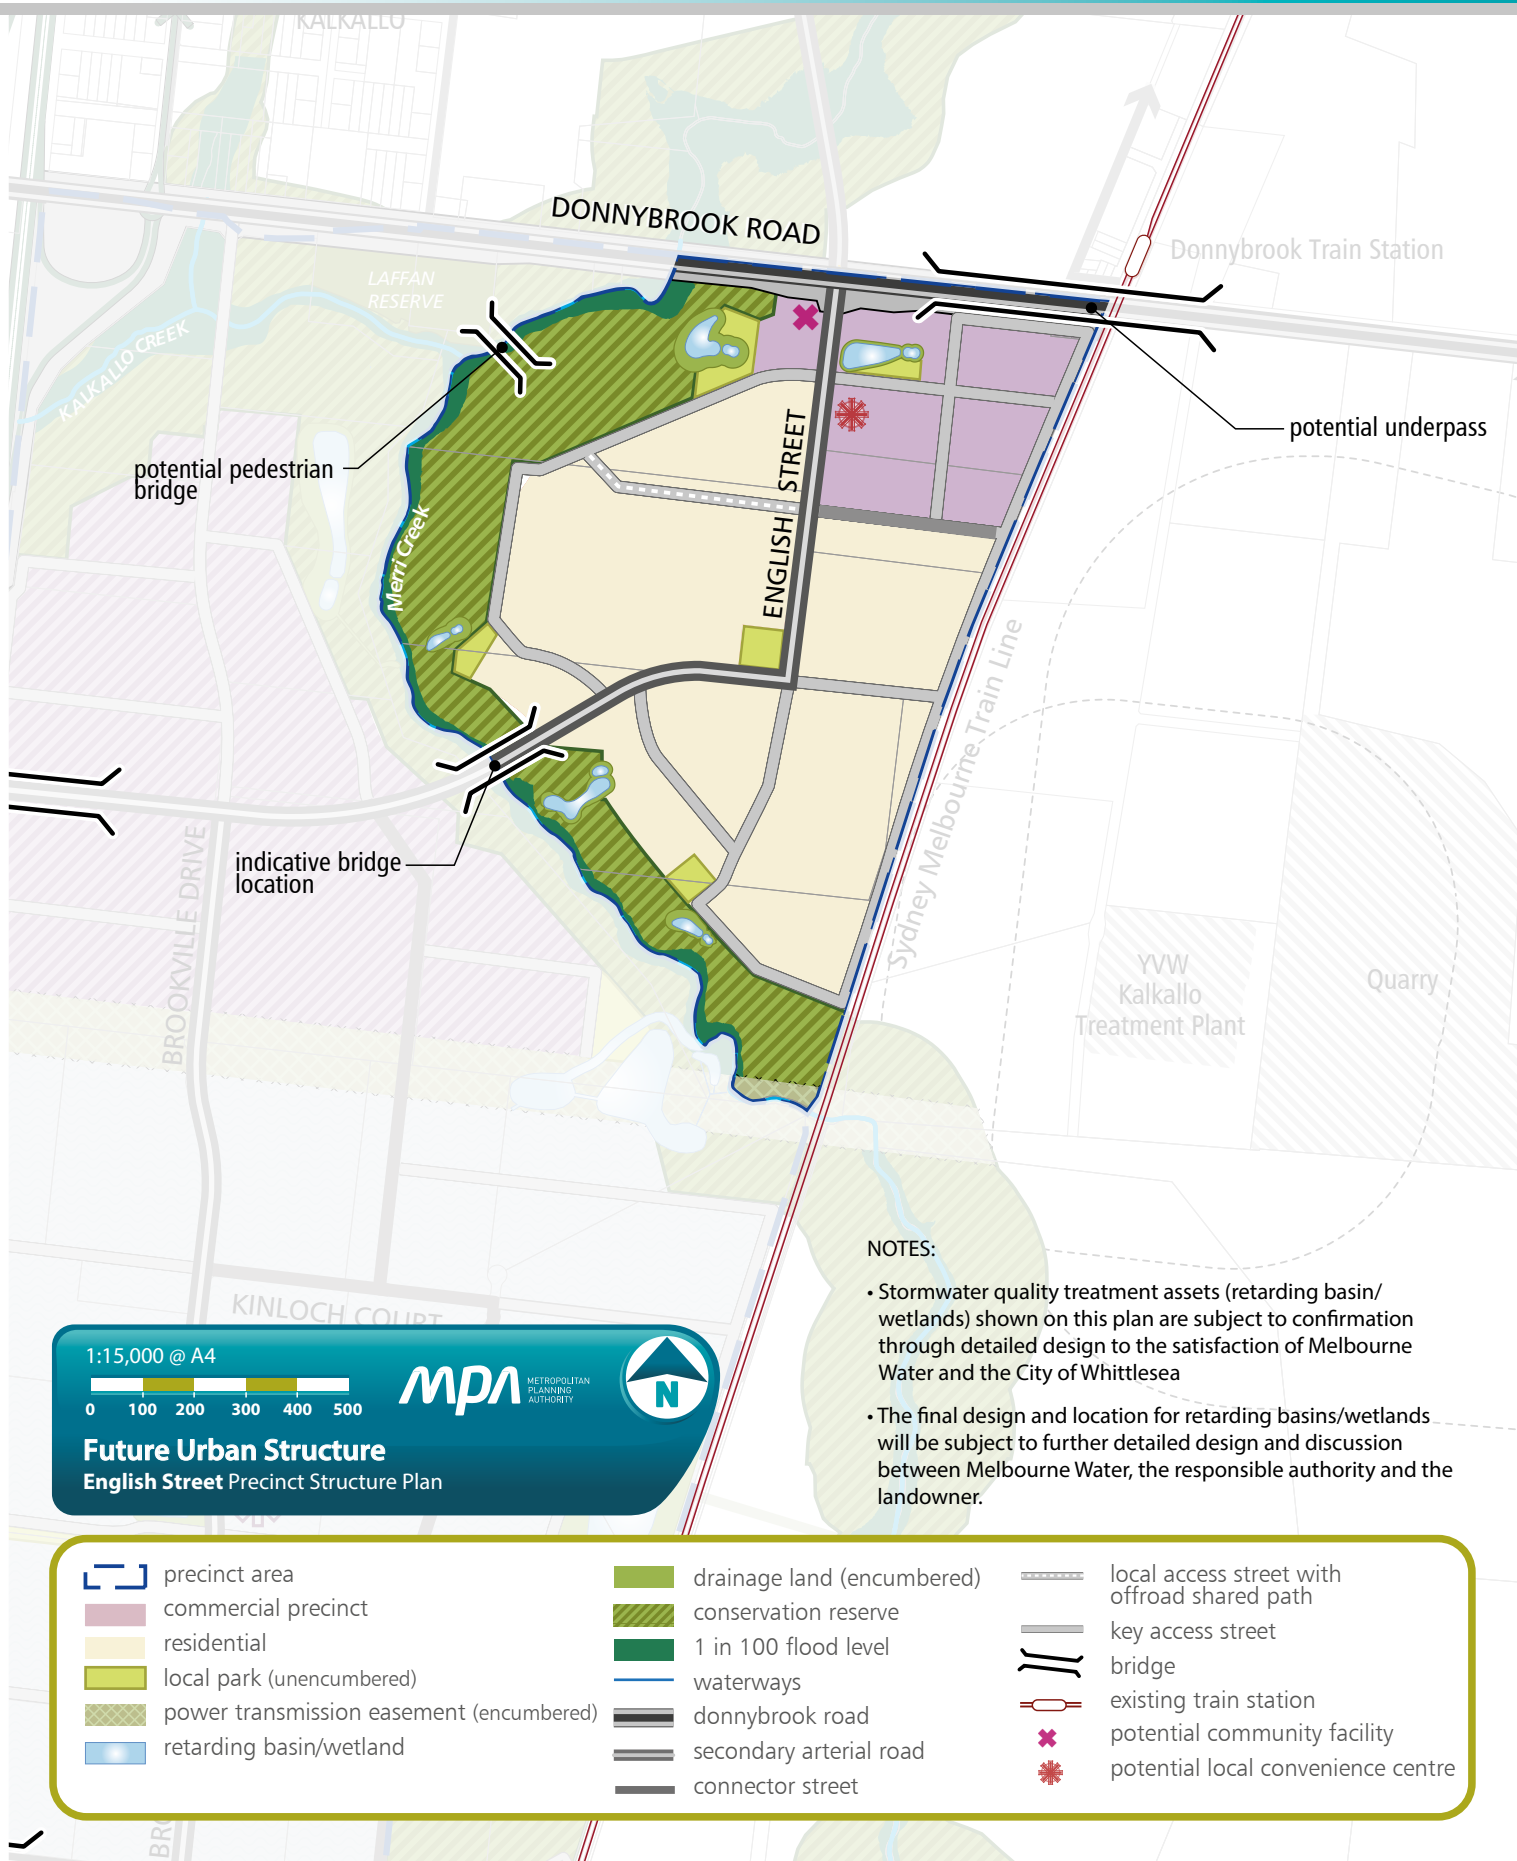 KALKALLO
DONNYBROOK ROAD
Donnybrook Train Station
LAFFAN
RESERVE
KALKALLO CREEK
potential underpass
potential pedestrian
bridge
ENGLISH STREET
Merri Creek
Sydney Melbourne Train Line
indicative bridge
location
BROOKVILLE DRIVE
YVW
Kalkallo
Treatment Plant
Quarry
KINLOCH COURT
NOTES:
• Stormwater quality treatment assets (retarding basin/
wetlands) shown on this plan are subject to confirmation
through detailed design to the satisfaction of Melbourne
Water and the City of Whittlesea
• The final design and location for retarding basins/wetlands
will be subject to further detailed design and discussion
between Melbourne Water, the responsible authority and the
landowner.
1:15,000 @ A4
0 100 200 300 400 500
mpa METROPOLITAN
PLANNING
AUTHORITY
N
Future Urban Structure
English Street Precinct Structure Plan
precinct area
commercial precinct
residential
local park (unencumbered)
power transmission easement (encumbered)
retarding basin/wetland
drainage land (encumbered)
conservation reserve
1 in 100 flood level
waterways
donnybrook road
secondary arterial road
connector street
local access street with
offroad shared path
key access street
bridge
existing train station
potential community facility
potential local convenience centre